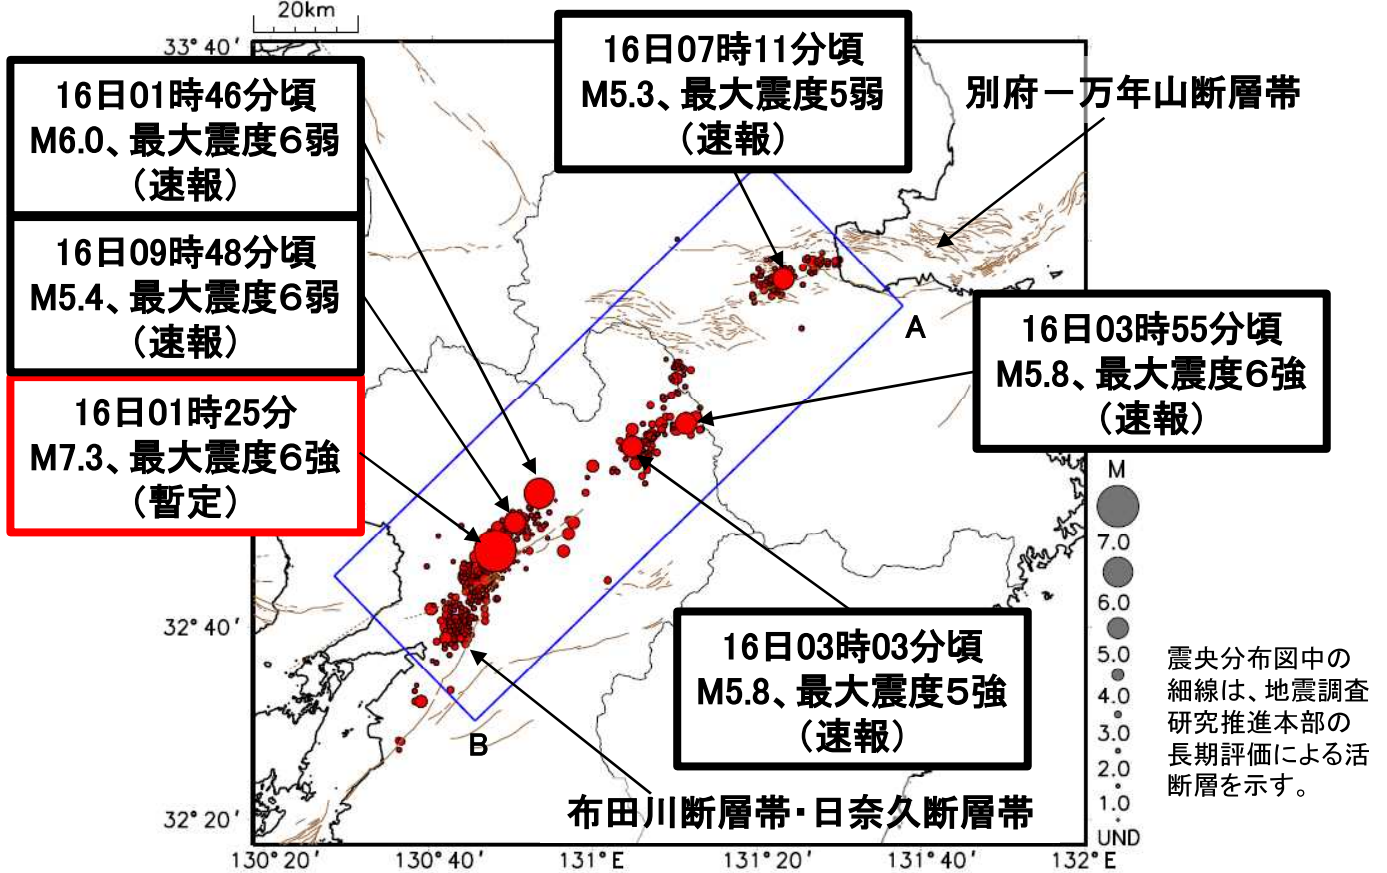 20km
33°40′
16日07時11分頃
M5.3、最大震度5弱
（速報）
別府－万年山断層帯
16日01時46分頃
M6.0、最大震度６弱
（速報）
16日09時48分頃
M5.4、最大震度６弱
（速報）
16日01時25分
M7.3、最大震度６強
（暫定）
A
16日03時55分頃
M5.8、最大震度６強
（速報）
M
7.0
6.0
5.0
4.0
3.0
2.0
1.0
UND
32°40′
16日03時03分頃
M5.8、最大震度５強
（速報）
震央分布図中の
細線は、地震調査
研究推進本部の
長期評価による活
断層を示す。
B
布田川断層帯・日奈久断層帯
32°20′
130°20′
130°40′
131°E
131°20′
131°40′
132°E